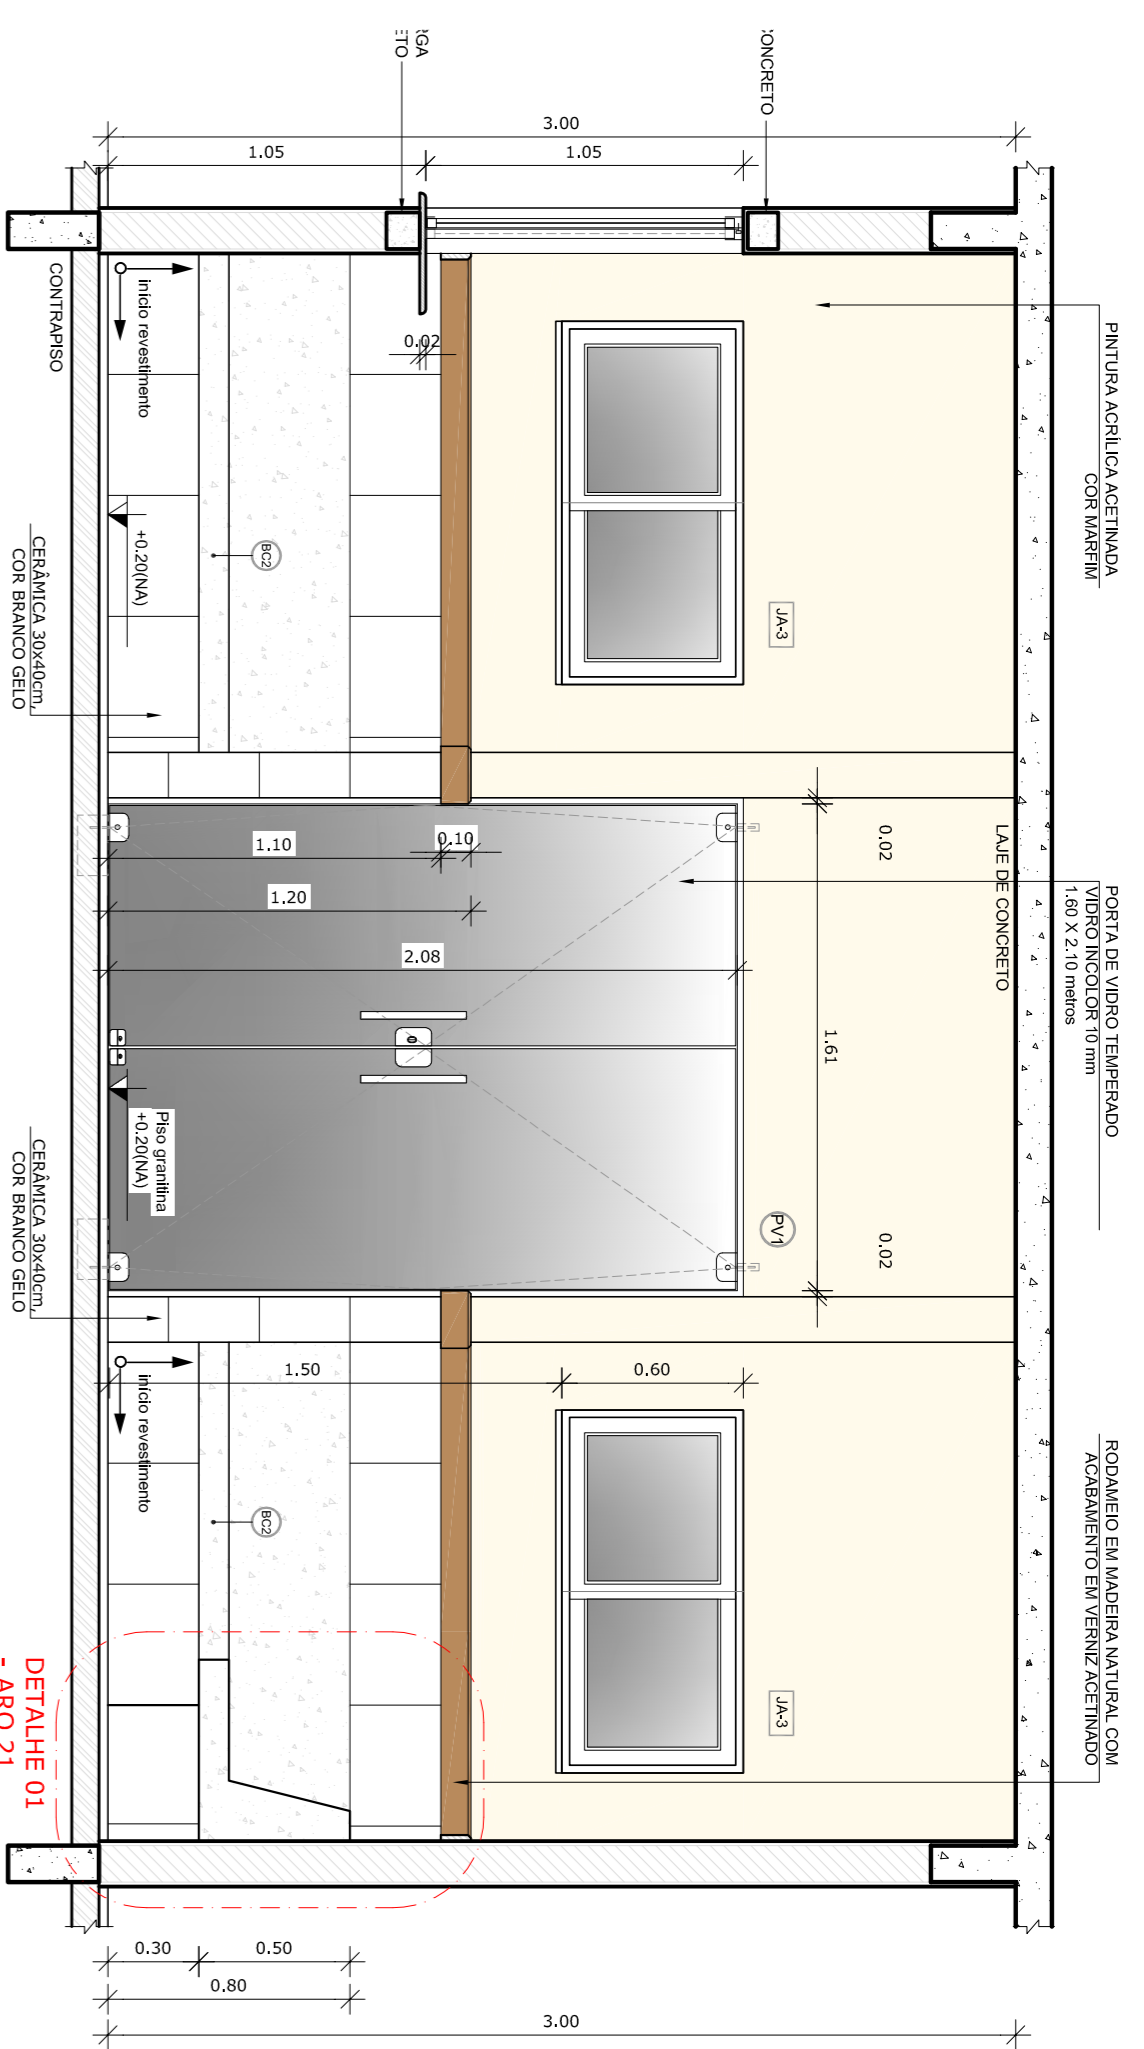 PINTURA ACRÍLICA ACETINADA
COR MARFIM
PORTA DE VIDRO TEMPERADO
VIDRO INCOLOR 10 mm
1.60 X 2.10 metros
RODAMEIO EM MADEIRA NATURAL COM
ACABAMENTO EM VERNIZ ACETINADO
LAJE DE CONCRETO
3.00
1.05
1.05
0.02
JA-3
0.02
1.61
0.02
PV1
JA-3
1.10
0.10
1.20
2.08
1.50
0.60
BC2
BC2
inicio revestimento
+0.20(NA)
Piso granitina
+0.20(NA)
início revestimento
CONTRAPISO
CERÂMICA 30x40cm,
COR BRANCO GELO
CERÂMICA 30x40cm,
COR BRANCO GELO
DETALHE 01
- ARQ 21
0.30
0.50
0.80
3.00